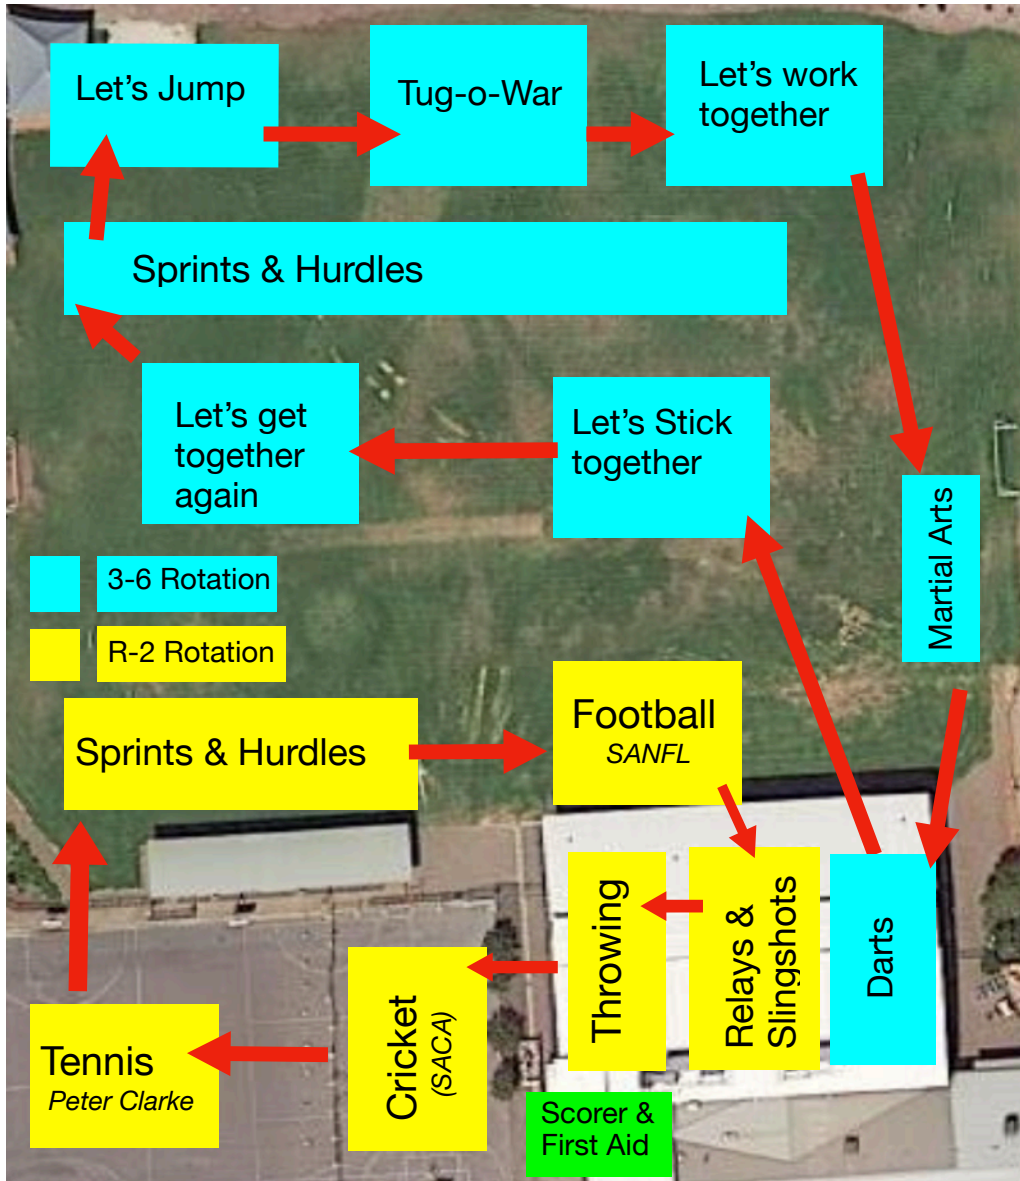 Let's Jump
Tug-o-War
Let's work
together
Sprints & Hurdles
Let's get
together
again
Let's Stick
together
Martial Arts
3-6 Rotation
R-2 Rotation
Sprints & Hurdles
Football
SANFL
Throwing
Relays &
Slingshots
Darts
Tennis
Peter Clarke
Cricket
(SACA)
Scorer &
First Aid